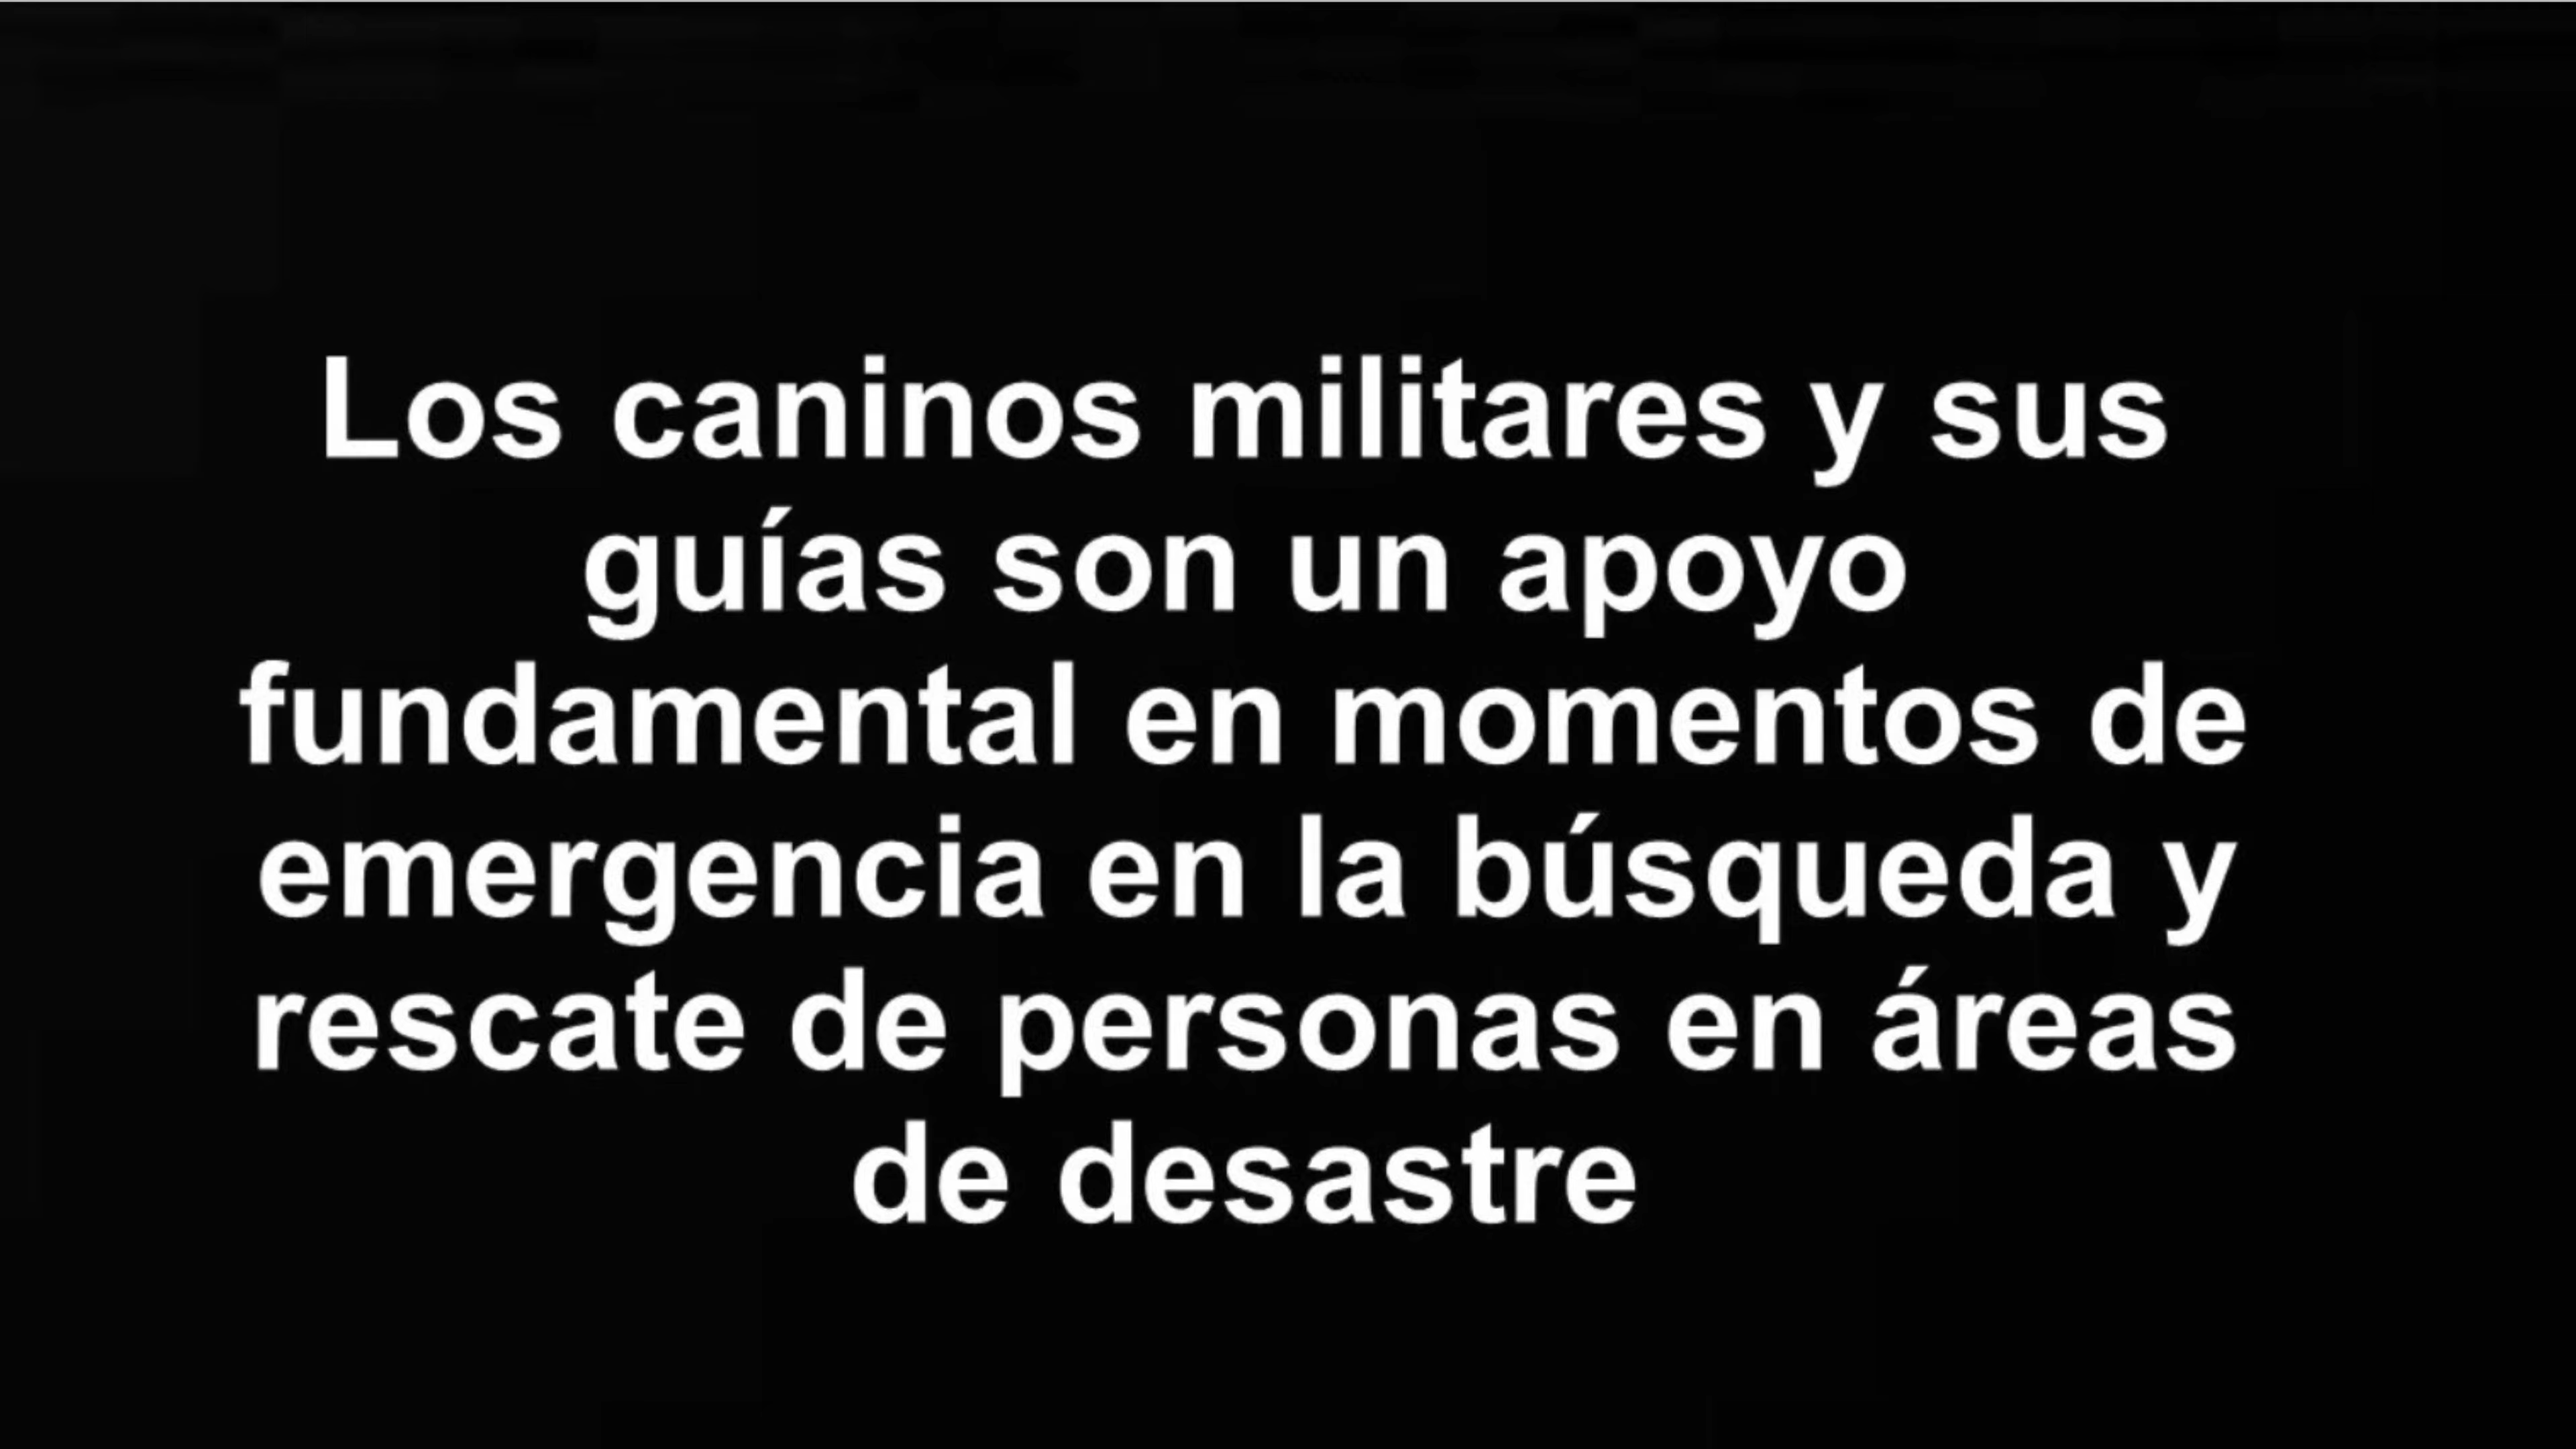 Los caninos militares y sus
guías son un apoyo
fundamental en momentos de
emergencia en la búsqueda y
rescate de personas en áreas
de desastre